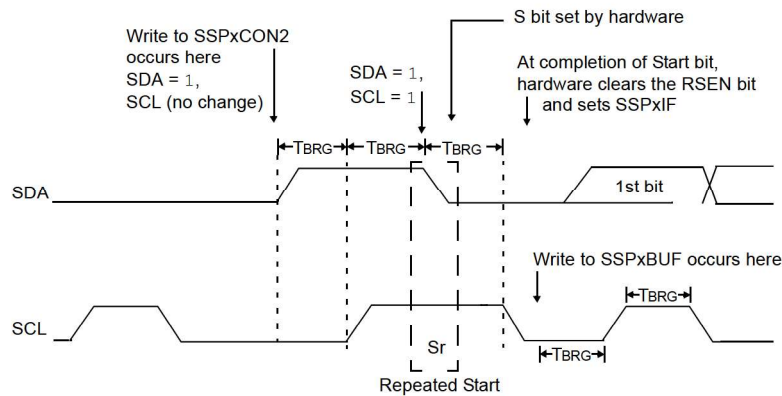 S bit set by hardware
Write to SSPxCON2
occurs here
SDA = 1,
SCL (no change)
SDA = 1,
SCL = 1
At completion of Start bit,
hardware clears the RSEN bit
and sets SSPxIF
TBRG
TBRG
TBRG
SDA
1st bit
Write to SSPxBUF occurs here
TBRG
SCL
Sr
TBRG
Repeated Start